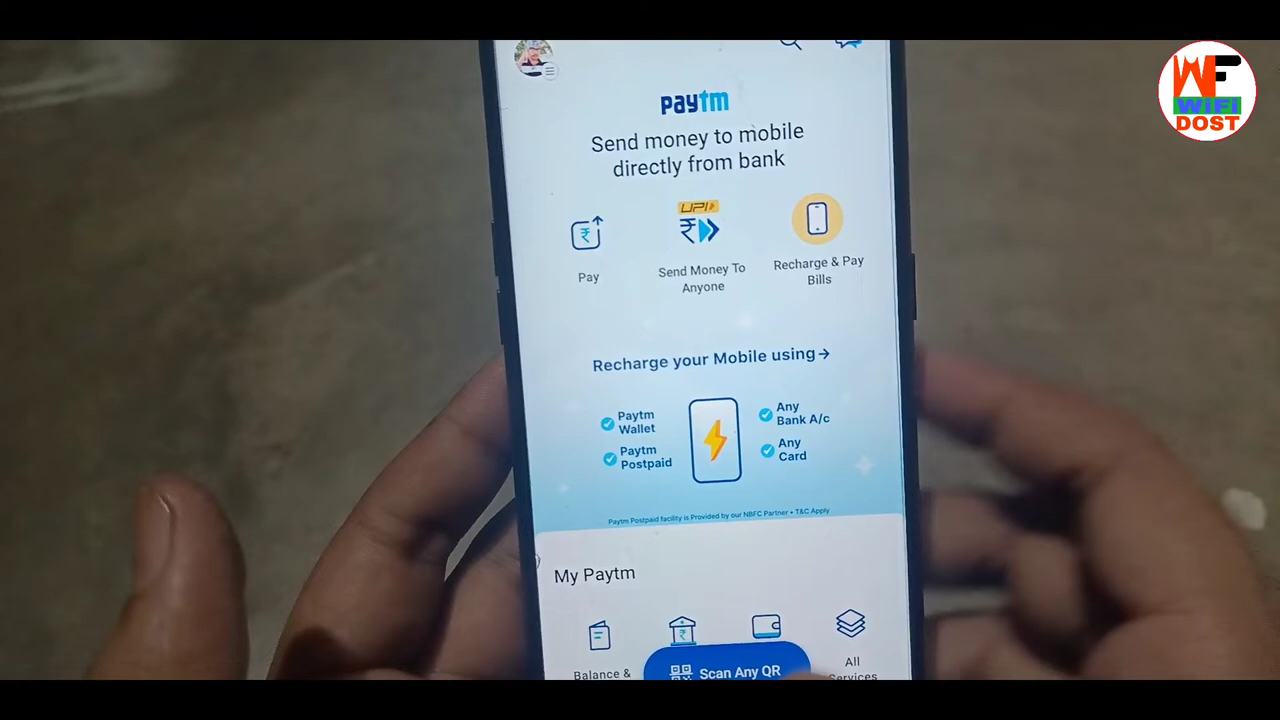 WF
WiFi
DOST
paytm
Send money to mobile
directly from bank
UPI
Pay
Send Money To
Anyone
Recharge & Pay
Bills
Recharge your Mobile using
Paytm
Wallet
Paytm
Postpaid
Any
Bank A/c
Any
Card
Paytm Postpaid facility is Provided by our NBFC Partner • T&C Apply
My Paytm
Balance &
Scan Any QR
All
Services